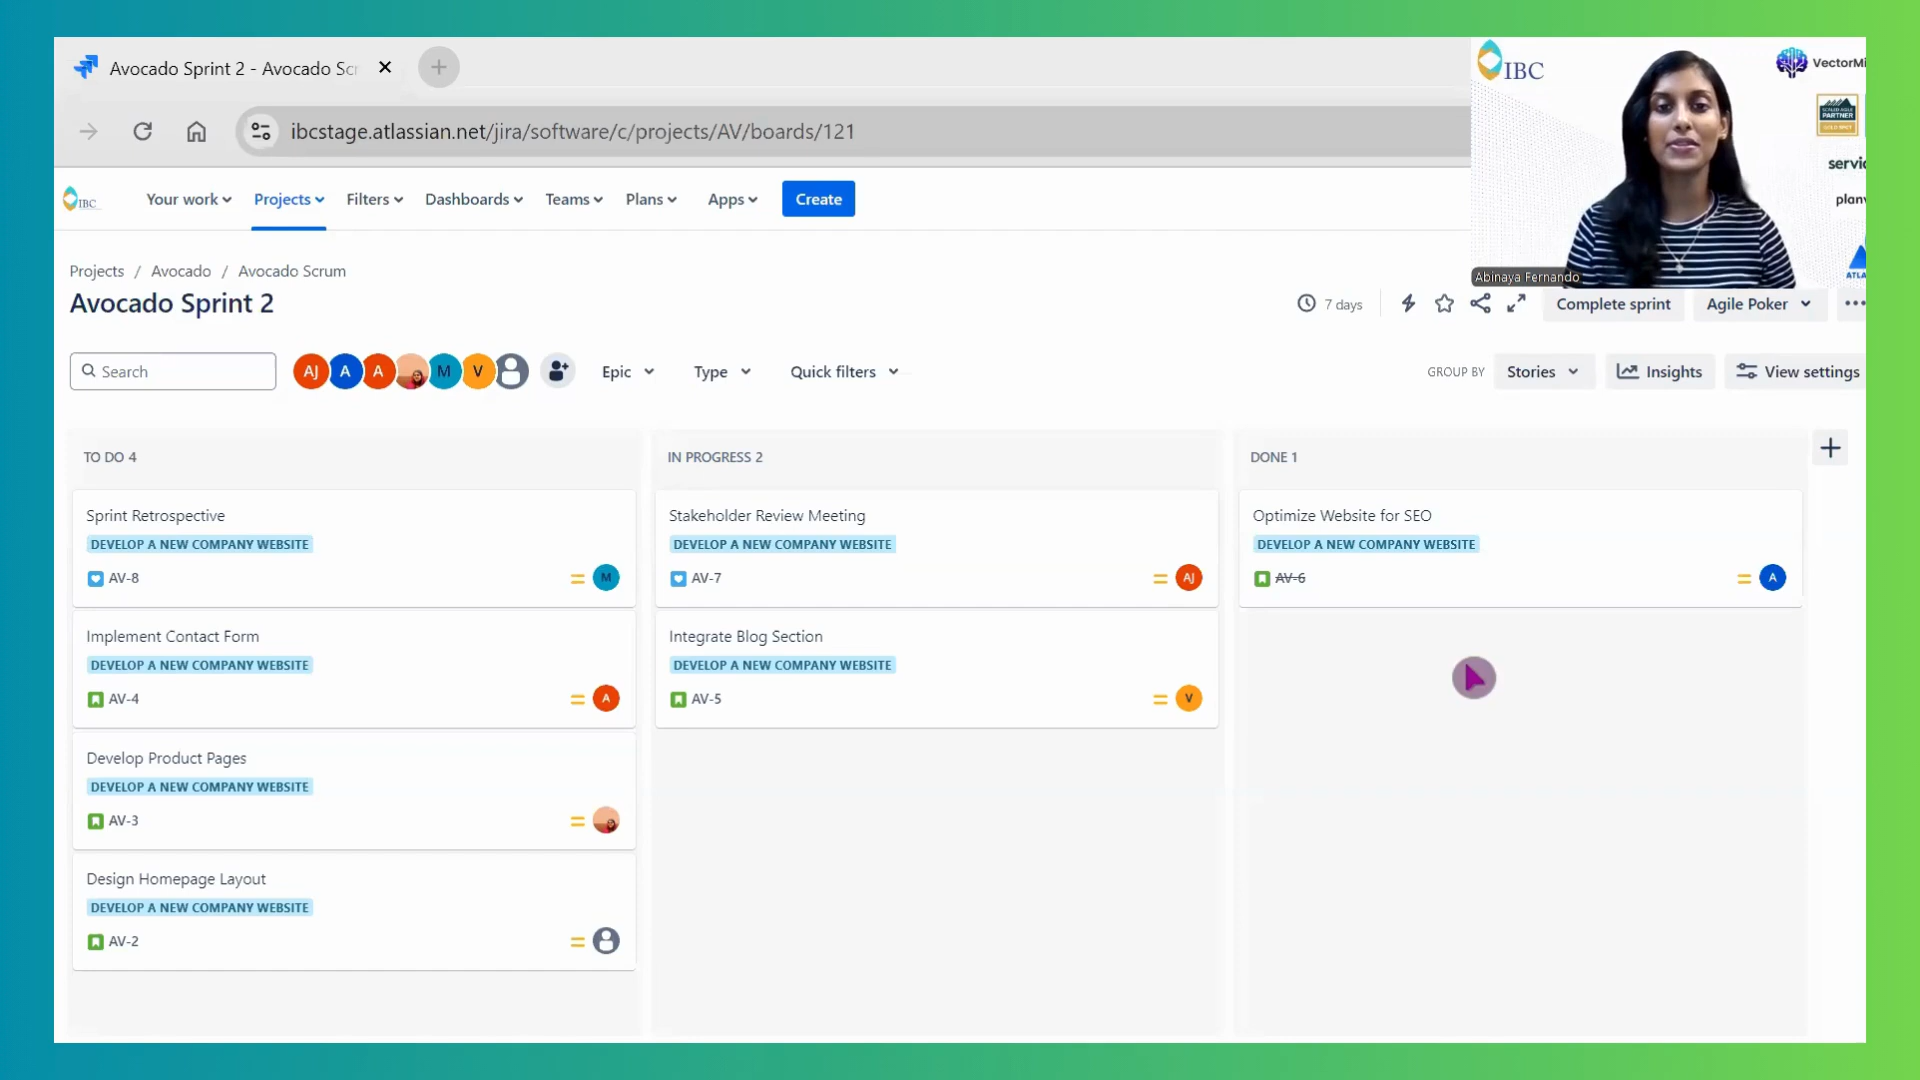 Avocado Sprint 2 - Avocado Scr
ibcstage.atlassian.net/jira/software/c/projects/AV/boards/121
IBC
VectorMi
SCALED AGILE
PARTNER
servic
planv
ATLA
Abinaya Fernando
IBC
Your work
Projects
Filters
Dashboards
Teams
Plans
Apps
Create
Projects / Avocado / Avocado Scrum
Avocado Sprint 2
7 days
Complete sprint
Agile Poker
Search
AJ
A
A
M
V
Epic
Type
Quick filters
GROUP BY
Stories
Insights
View settings
TO DO 4
Sprint Retrospective
DEVELOP A NEW COMPANY WEBSITE
AV-8
M
Implement Contact Form
DEVELOP A NEW COMPANY WEBSITE
AV-4
A
Develop Product Pages
DEVELOP A NEW COMPANY WEBSITE
AV-3
Design Homepage Layout
DEVELOP A NEW COMPANY WEBSITE
AV-2
IN PROGRESS 2
Stakeholder Review Meeting
DEVELOP A NEW COMPANY WEBSITE
AV-7
AJ
Integrate Blog Section
DEVELOP A NEW COMPANY WEBSITE
AV-5
V
DONE 1
Optimize Website for SEO
DEVELOP A NEW COMPANY WEBSITE
AV-6
A